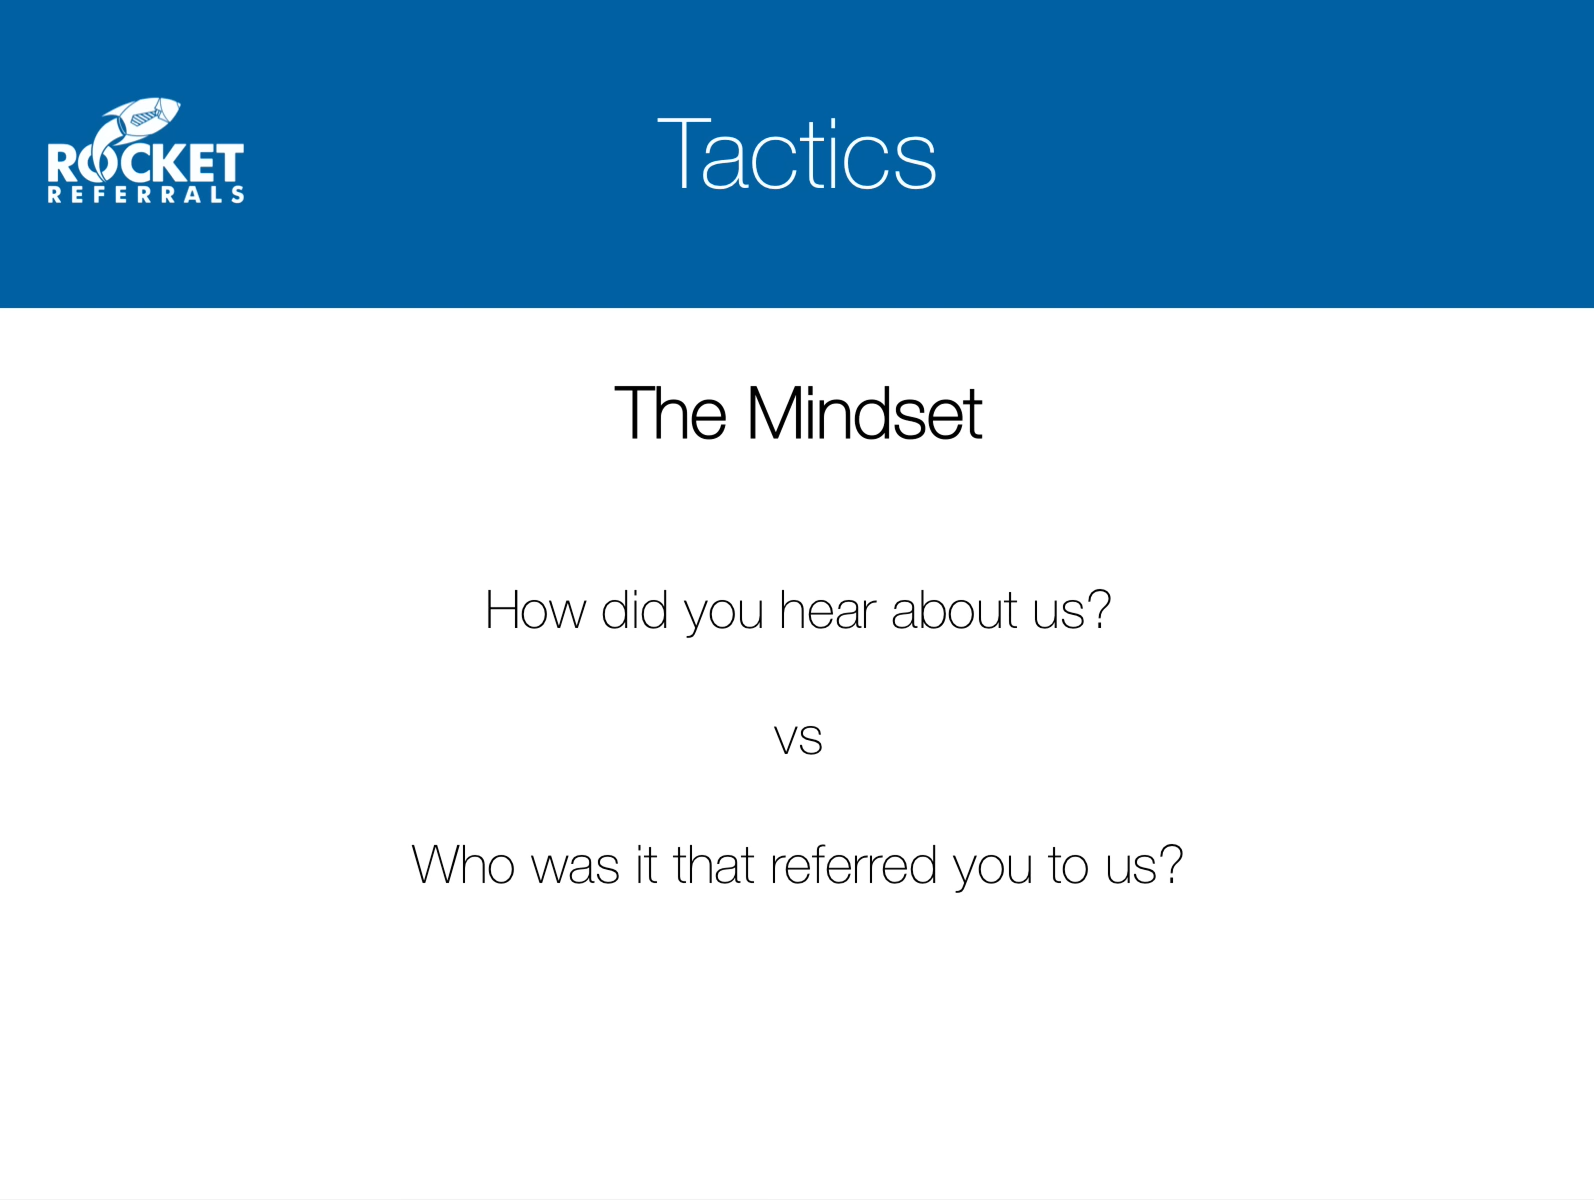 ROCKET
REFERRALS
Tactics
The Mindset
How did you hear about us?
vs
Who was it that referred you to us?